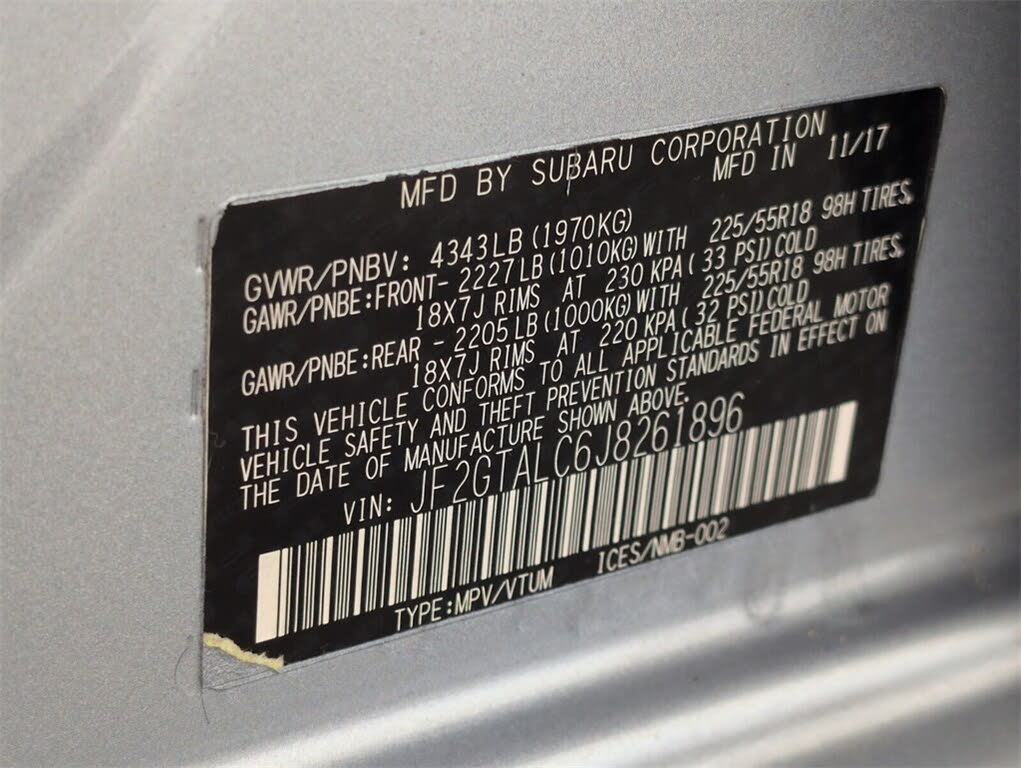 MFD BY SUBARU CORPORATION
MFD IN 11/17
GVWR/PNBV: 4343LB (1970KG)
GAWR/PNBE:FRONT- 2227LB (1010KG) WITH 225/55R18 98H TIRES,
18X7J RIMS AT 230 KPA ( 33 PSI) COLD
GAWR/PNBE:REAR - 2205LB (1000KG) WITH 225/55R18 98H TIRES,
18X7J RIMS AT 220 KPA ( 32 PSI) COLD
THIS VEHICLE CONFORMS TO ALL APPLICABLE FEDERAL MOTOR
VEHICLE SAFETY AND THEFT PREVENTION STANDARDS IN EFFECT ON
THE DATE OF MANUFACTURE SHOWN ABOVE.
VIN: JF2GTALC6J8261896
TYPE:MPV/VTUM ICES/NMB-002